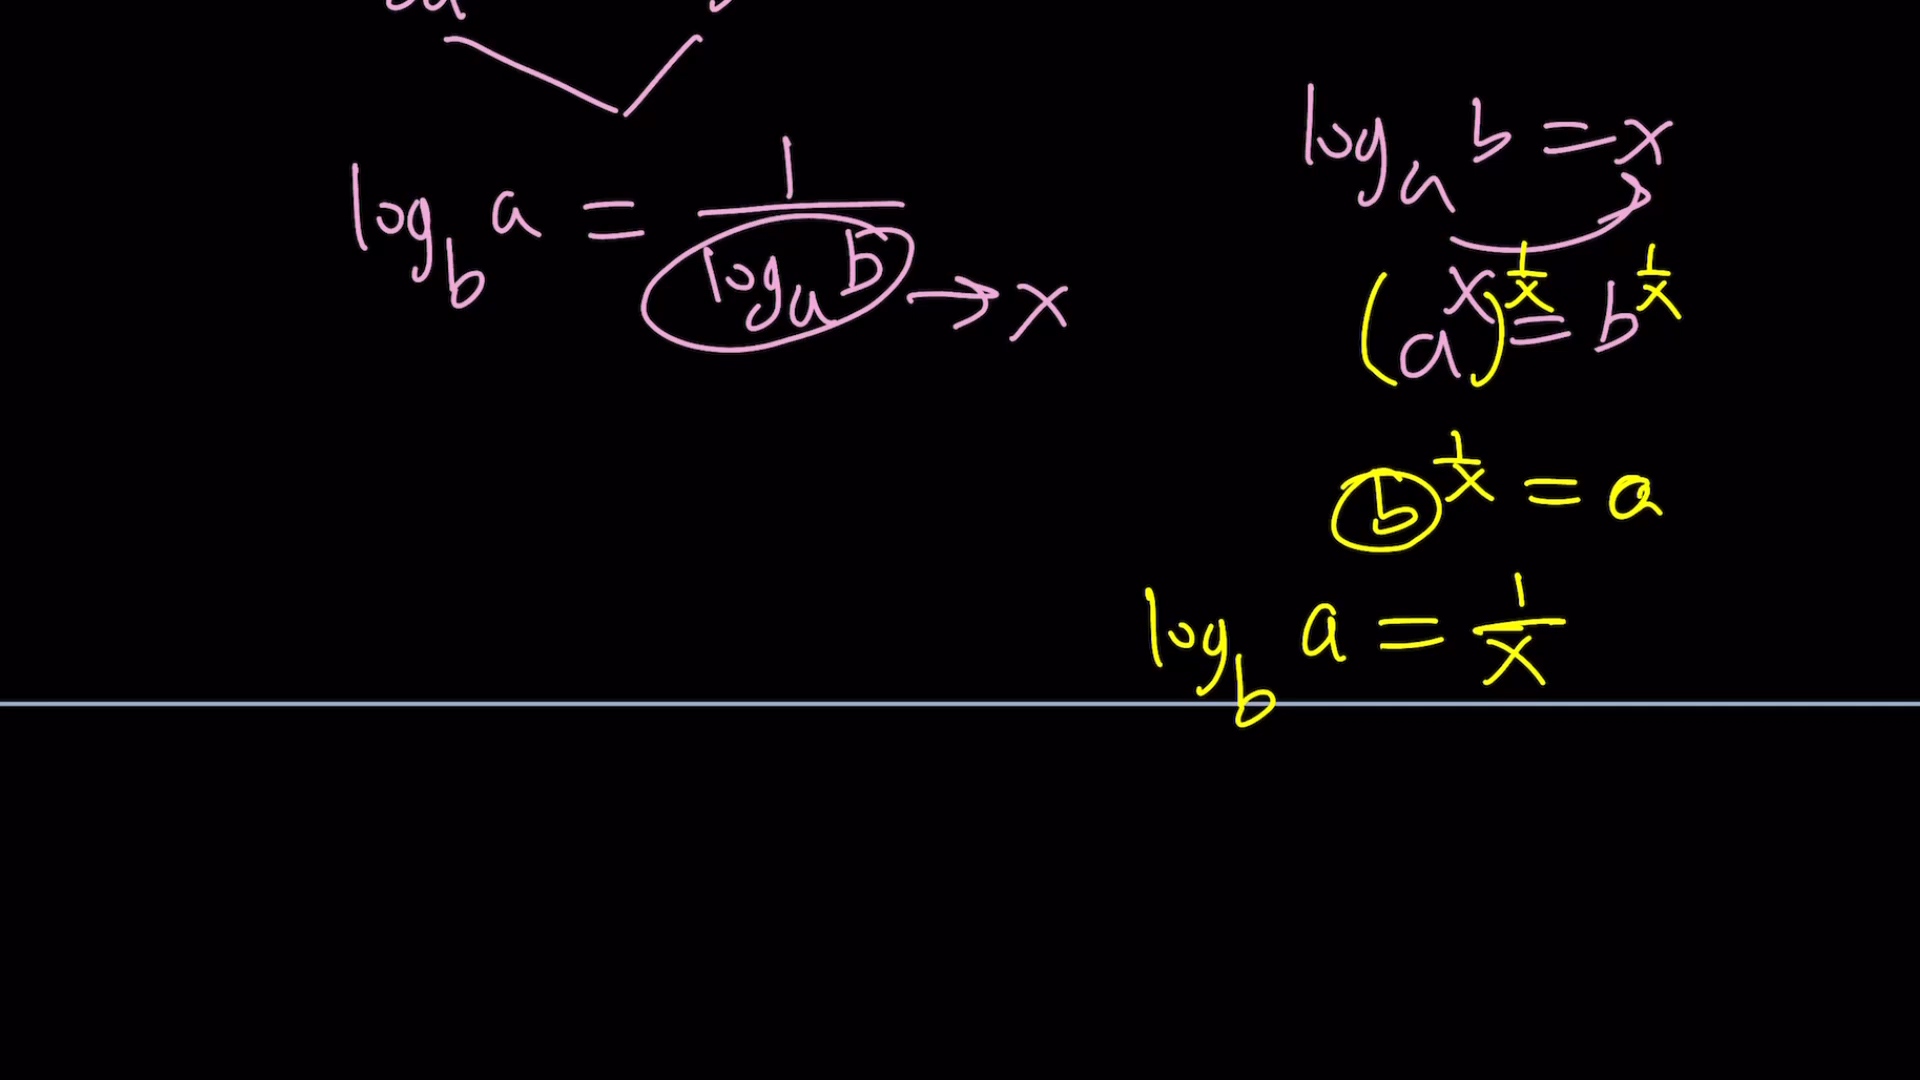 log_b a = 1/(log_a b) → x
log_a b = x
(a^x)^(1/x) = b^(1/x)
b^(1/x) = a
log_b a = 1/x